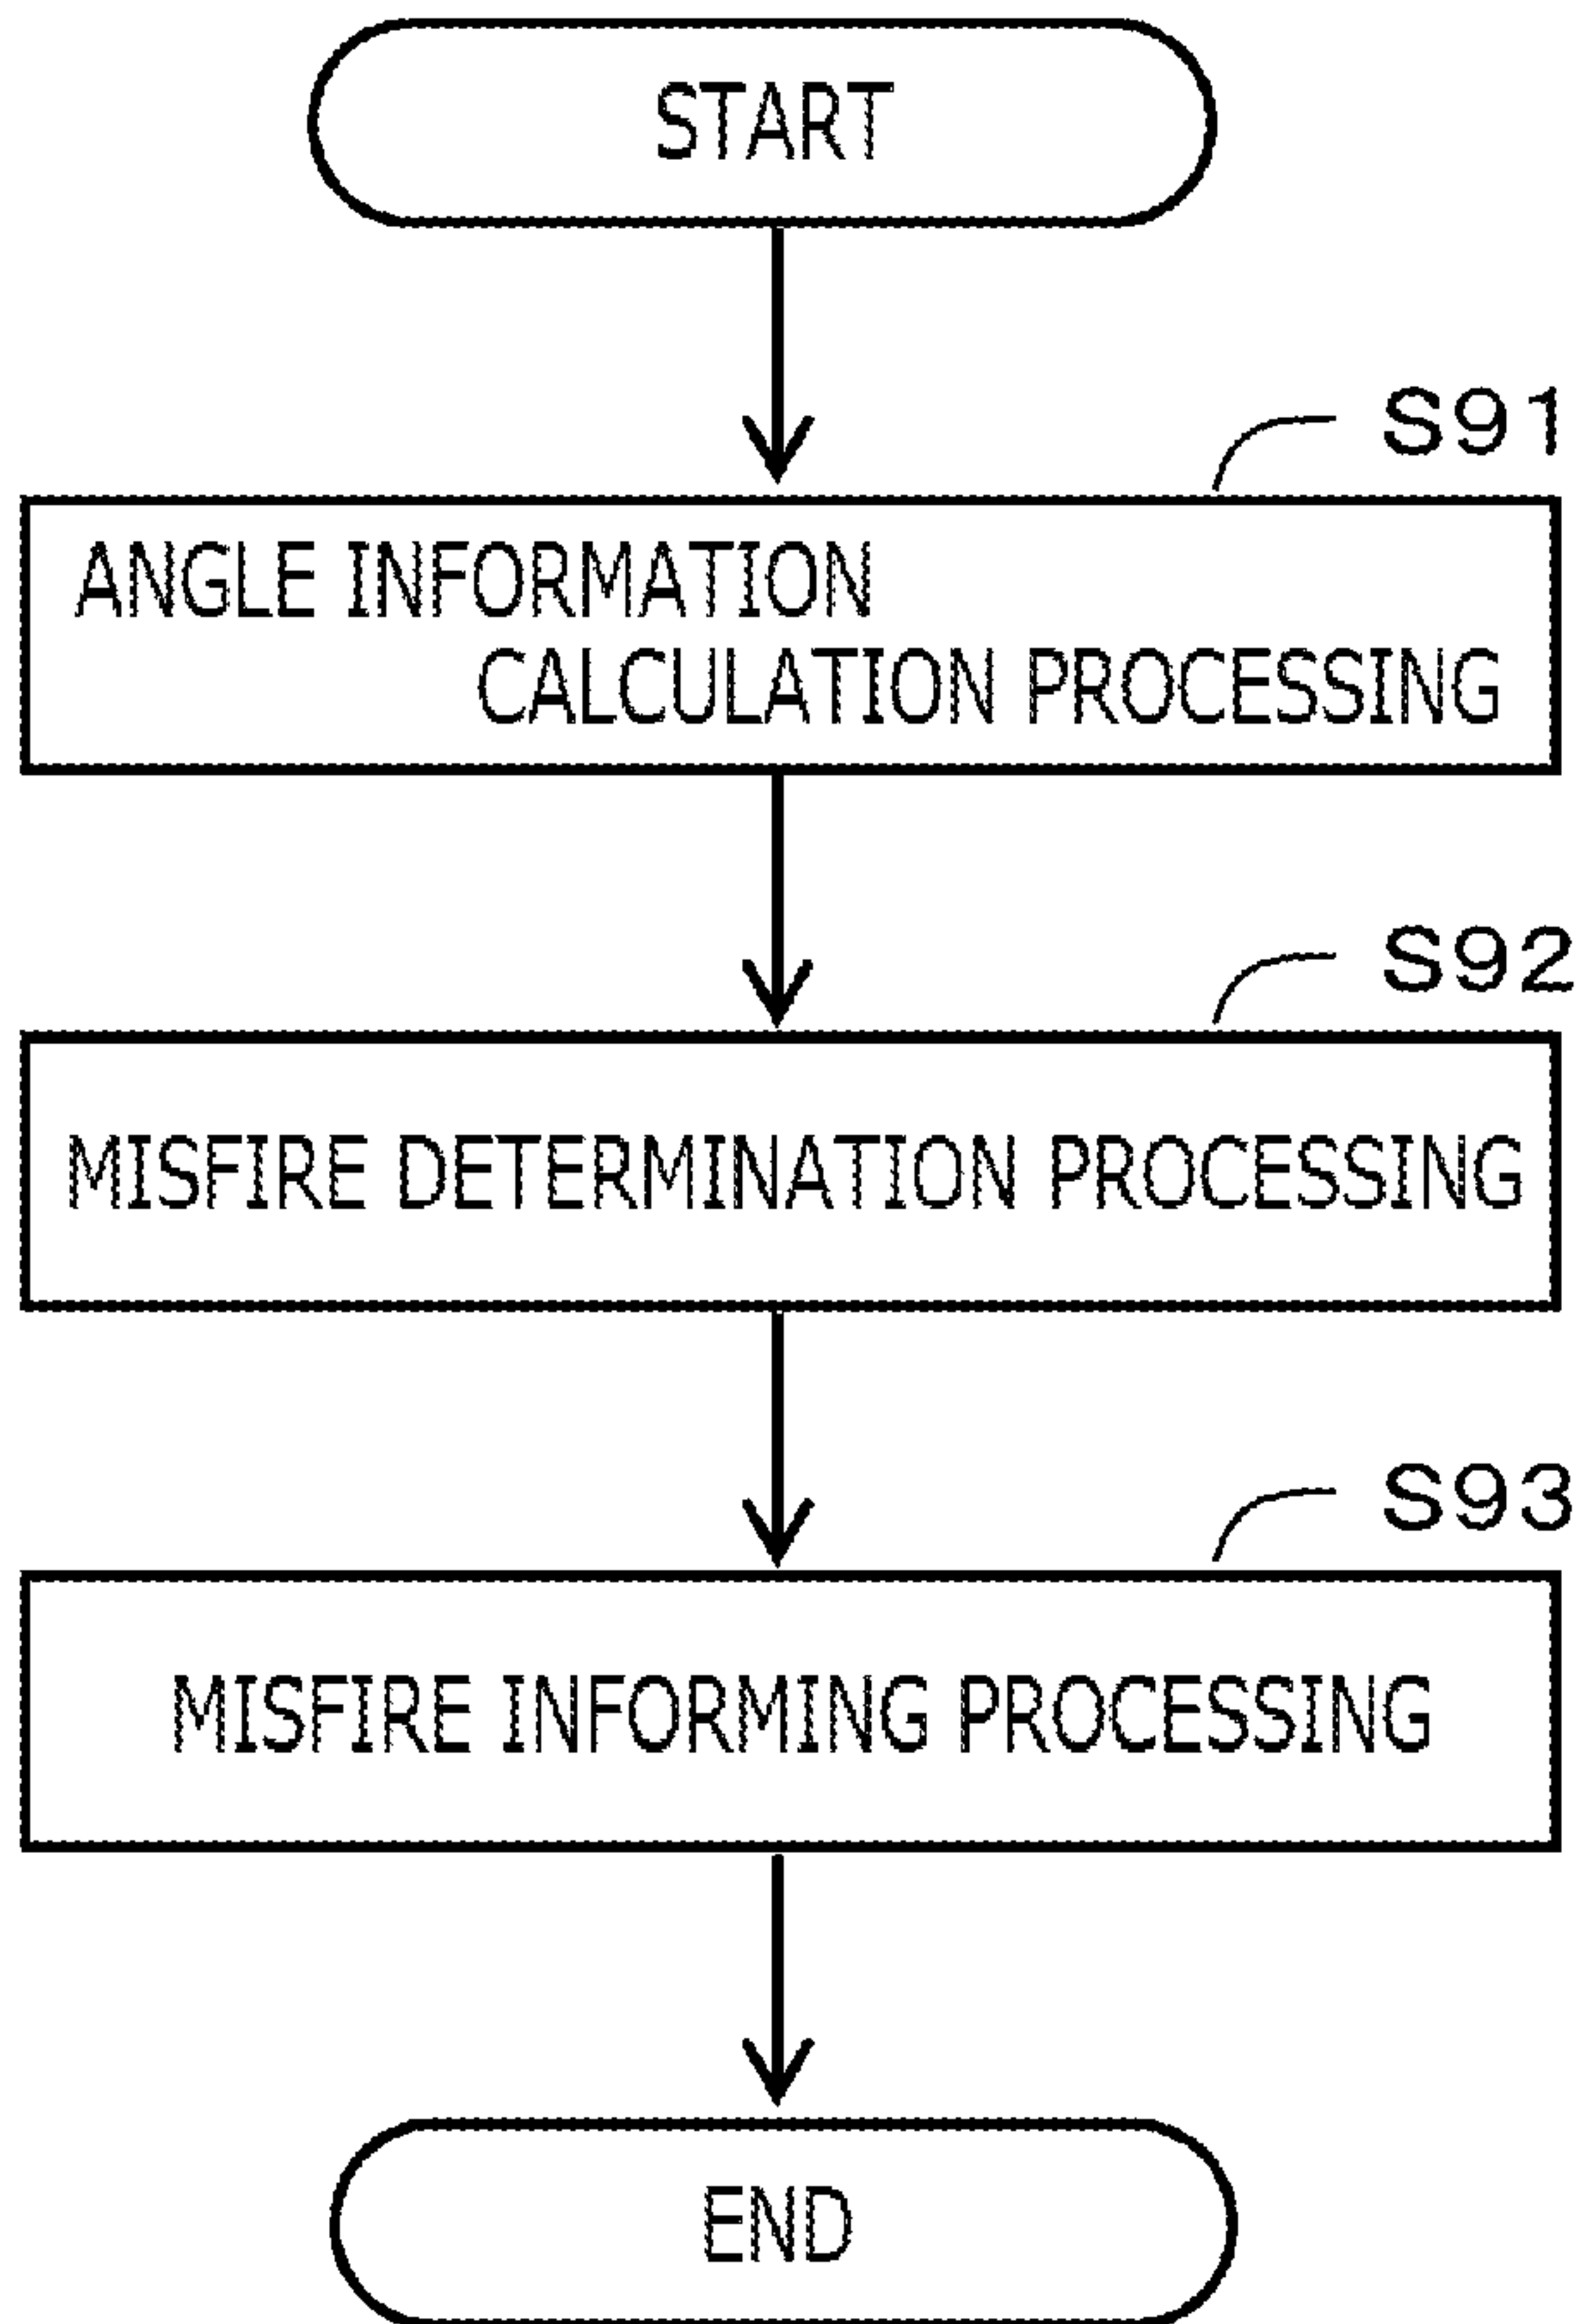 START
S91
ANGLE INFORMATION
CALCULATION PROCESSING
S92
MISFIRE DETERMINATION PROCESSING
S93
MISFIRE INFORMING PROCESSING
END